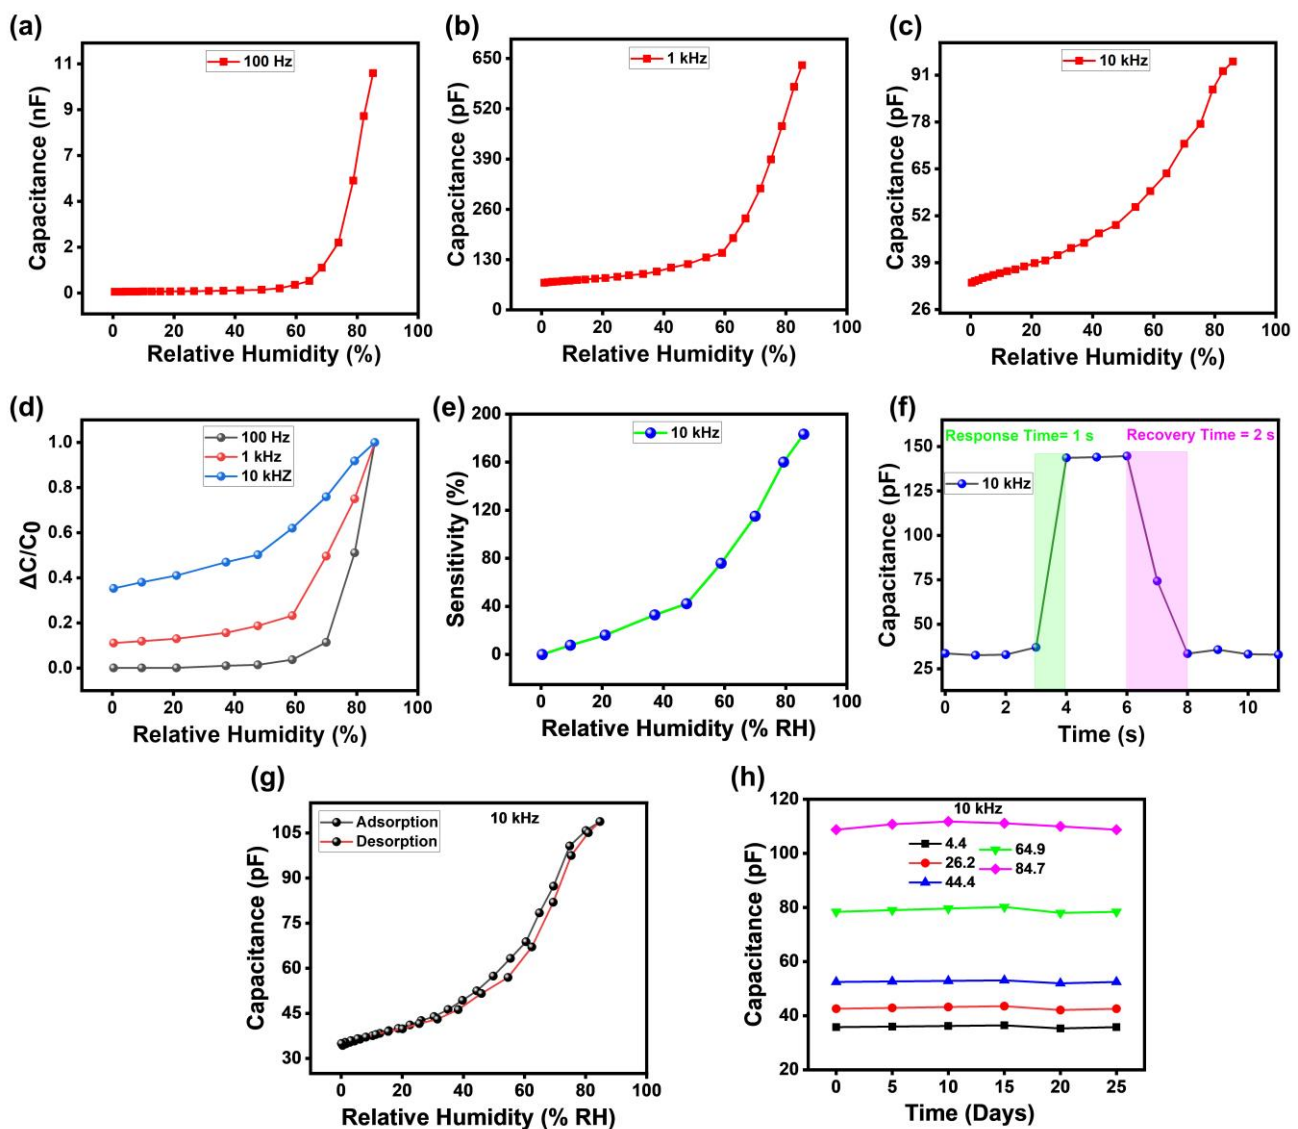 (a)
100 Hz
Capacitance (nF)
11
9
7
4
2
0
0 20 40 60 80 100
Relative Humidity (%)
(b)
1 kHz
Capacitance (pF)
650
520
390
260
130
0
0 20 40 60 80 100
Relative Humidity (%)
(c)
10 kHz
Capacitance (pF)
91
78
65
52
39
26
0 20 40 60 80 100
Relative Humidity (%)
(d)
100 Hz
1 kHz
10 kHZ
ΔC/C0
1.0
0.8
0.6
0.4
0.2
0.0
0 20 40 60 80 100
Relative Humidity (%)
(e)
10 kHz
Sensitivity (%)
200
160
120
80
40
0
0 20 40 60 80 100
Relative Humidity (% RH)
(f)
Response Time= 1 s
Recovery Time = 2 s
10 kHz
Capacitance (pF)
150
125
100
75
50
25
0 2 4 6 8 10
Time (s)
(g)
Adsorption
Desorption
10 kHz
Capacitance (pF)
105
90
75
60
45
30
0 20 40 60 80 100
Relative Humidity (% RH)
(h)
10 kHz
4.4
26.2
44.4
64.9
84.7
Capacitance (pF)
120
100
80
60
40
20
0 5 10 15 20 25
Time (Days)